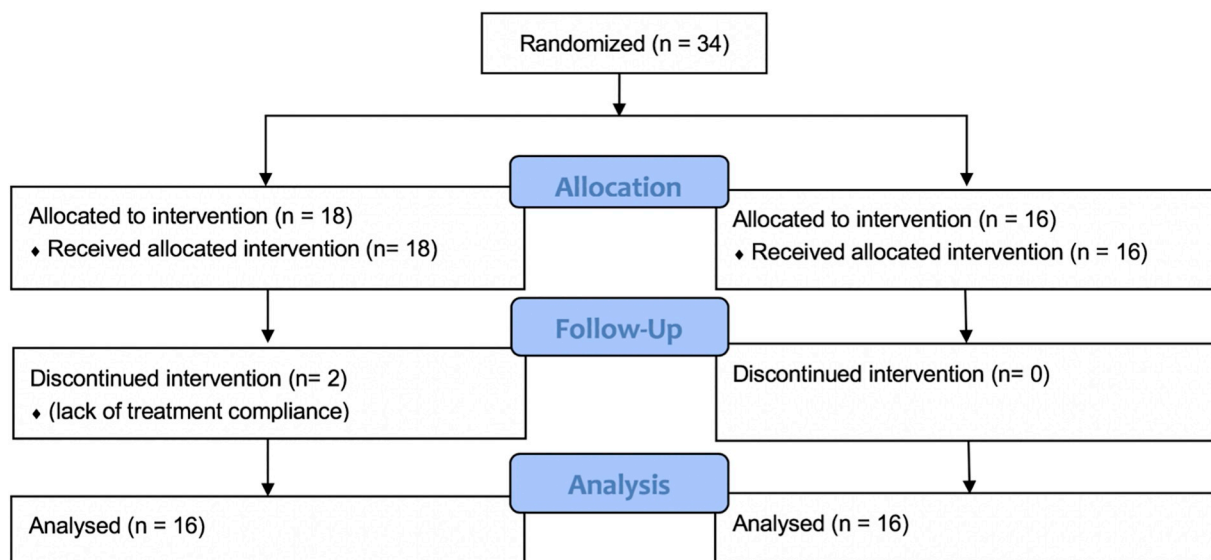 Randomized (n = 34)
Allocation
Allocated to intervention (n = 18)
♦ Received allocated intervention (n= 18)
Allocated to intervention (n = 16)
♦ Received allocated intervention (n = 16)
Follow-Up
Discontinued intervention (n= 2)
♦ (lack of treatment compliance)
Discontinued intervention (n= 0)
Analysis
Analysed (n = 16)
Analysed (n = 16)